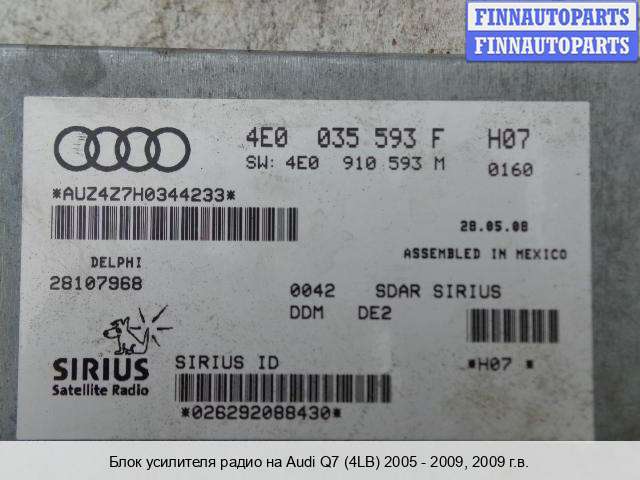 FINNAUTOPARTS
FINNAUTOPARTS
4E0 035 593 F H07
SW: 4E0 910 593 M 0160
*AUZ4Z7H0344233*
28.05.08
ASSEMBLED IN MEXICO
DELPHI
28107968
0042 SDAR SIRIUS
DDM DE2
SIRIUS
Satellite Radio
SIRIUS ID
*H07 *
*026292088430*
Блок усилителя радио на Audi Q7 (4LB) 2005 - 2009, 2009 г.в.